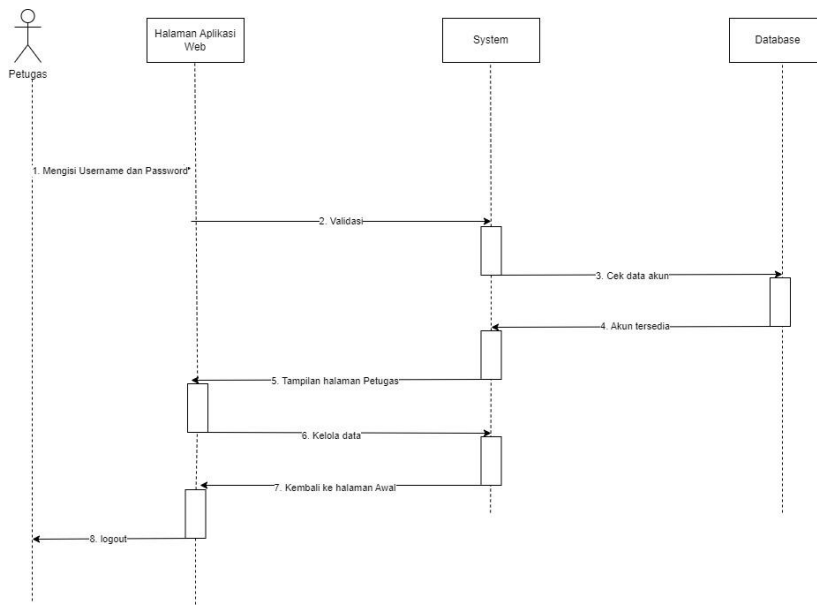 Petugas
Halaman Aplikasi
Web
System
Database
1. Mengisi Username dan Password
2. Validasi
3. Cek data akun
4. Akun tersedia
5. Tampilan halaman Petugas
6. Kelola data
7. Kembali ke halaman Awal
8. logout